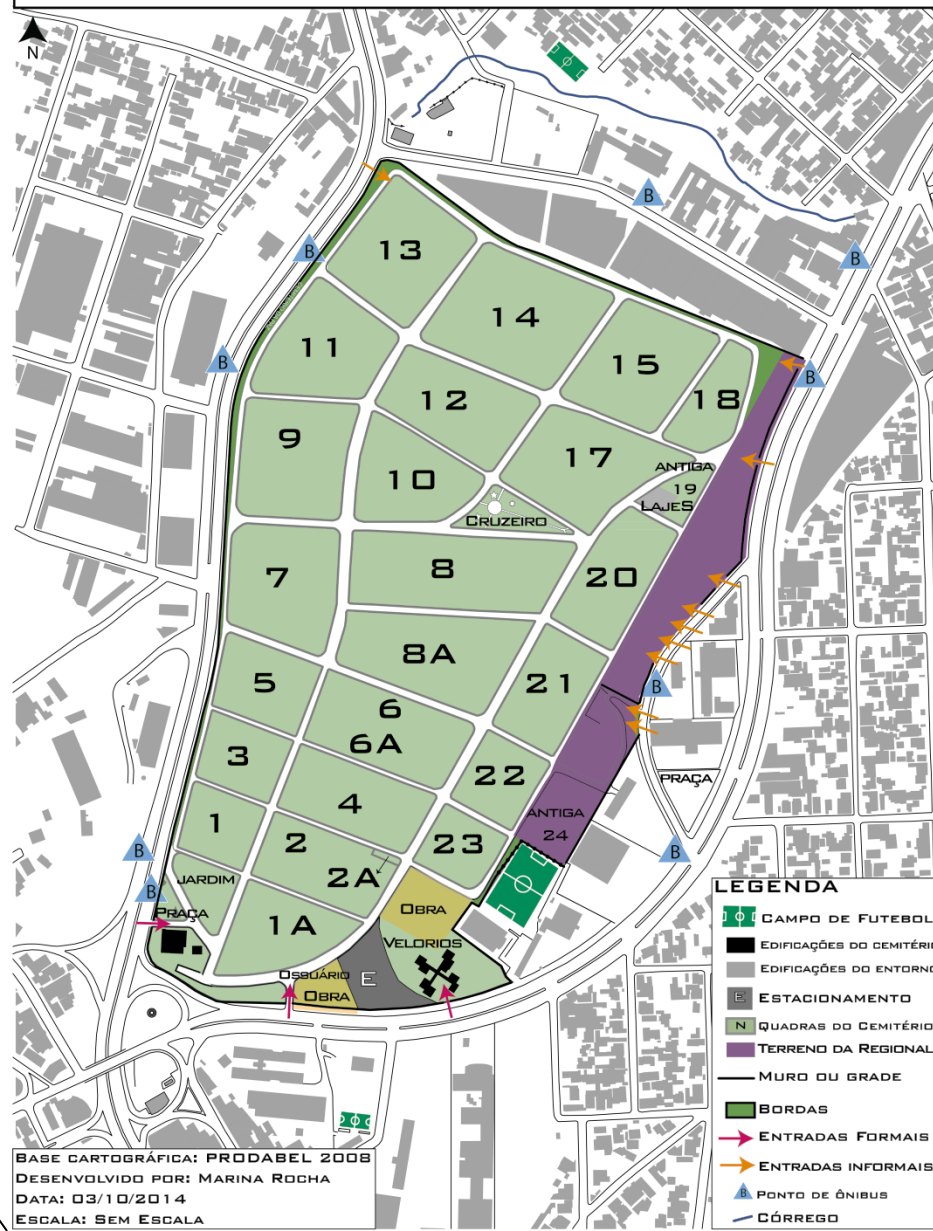 N
B
B
B
13
B
14
11
15
B
B
12
18
9
17
10
ANTIGA
19
LAJES
CRUZEIRO
8
20
7
8A
21
5
B
6
6A
3
22
PRAÇA
4
ANTIGA
24
1
2
23
B
B
2A
JARDIM
B
OBRA
PRAÇA
1A
VELÓRIOS
OSSUÁRIO
OBRA
E
LEGENDA
CAMPO DE FUTEBOL
EDIFICAÇÕES DO CEMITÉRI
EDIFICAÇÕES DO ENTORNO
E ESTACIONAMENTO
N QUADRAS DO CEMITÉRIO
TERRENO DA REGIONAL
MURO OU GRADE
BORDAS
ENTRADAS FORMAIS
ENTRADAS INFORMAIS
B PONTO DE ÔNIBUS
CÓRREGO
BASE CARTOGRÁFICA: PRODABEL 2008
DESENVOLVIDO POR: MARINA ROCHA
DATA: 03/10/2014
ESCALA: SEM ESCALA